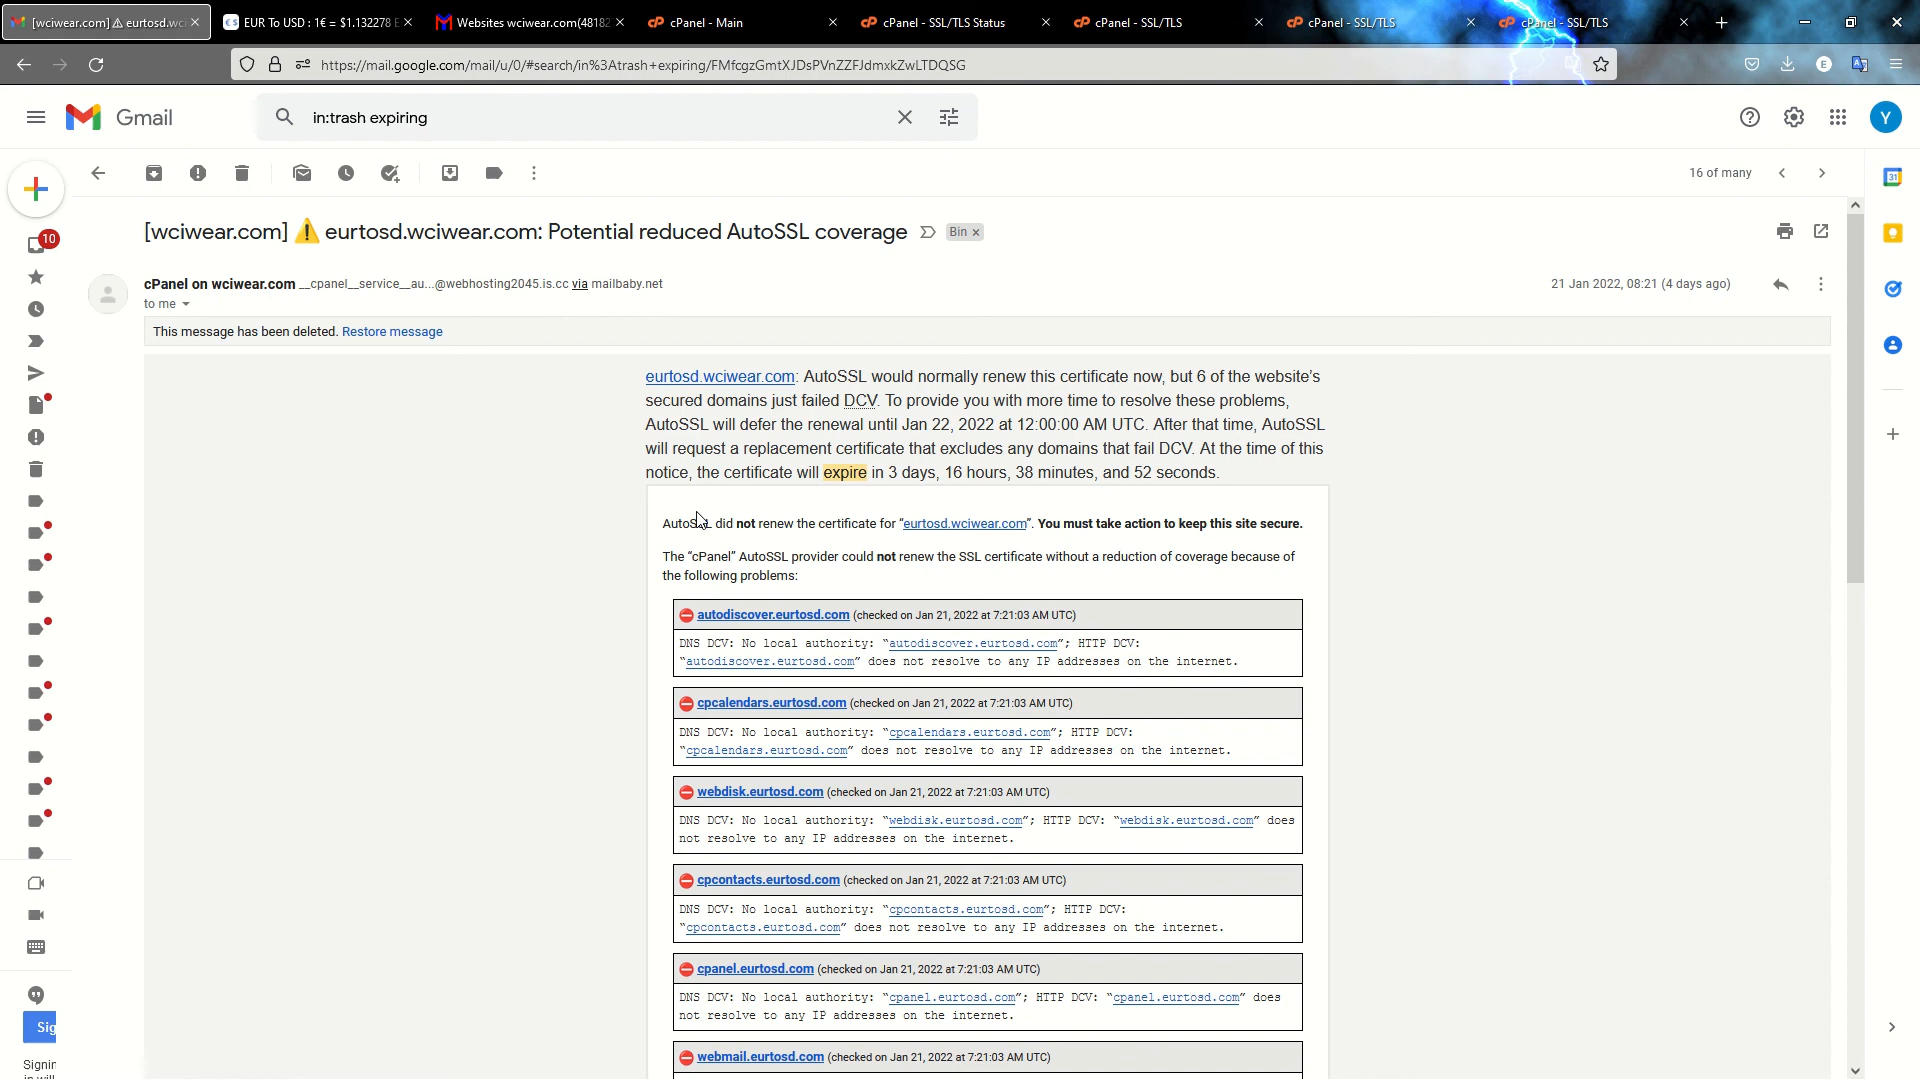 [wciwear.com] ⚠ eurtosd.wci
EUR To USD : 1€ = $1.132278 E
Websites wciwear.com(48182
cPanel - Main
cPanel - SSL/TLS Status
cPanel - SSL/TLS
cPanel - SSL/TLS
cPanel - SSL/TLS
https://mail.google.com/mail/u/0/#search/in%3Atrash+expiring/FMfcgzGmtXJDsPVnZZFJdmxkZwLTDQSG
E
Gmail
in:trash expiring
Y
16 of many
31
10
[wciwear.com] ⚠ eurtosd.wciwear.com: Potential reduced AutoSSL coverage
Bin ×
cPanel on wciwear.com __cpanel__service__au...@webhosting2045.is.cc via mailbaby.net
21 Jan 2022, 08:21 (4 days ago)
to me
This message has been deleted. Restore message
eurtosd.wciwear.com: AutoSSL would normally renew this certificate now, but 6 of the website's
secured domains just failed DCV. To provide you with more time to resolve these problems,
AutoSSL will defer the renewal until Jan 22, 2022 at 12:00:00 AM UTC. After that time, AutoSSL
will request a replacement certificate that excludes any domains that fail DCV. At the time of this
notice, the certificate will expire in 3 days, 16 hours, 38 minutes, and 52 seconds.
AutoSSL did not renew the certificate for “eurtosd.wciwear.com”. You must take action to keep this site secure.
The “cPanel” AutoSSL provider could not renew the SSL certificate without a reduction of coverage because of
the following problems:
autodiscover.eurtosd.com (checked on Jan 21, 2022 at 7:21:03 AM UTC)
DNS DCV: No local authority: “autodiscover.eurtosd.com”; HTTP DCV:
“autodiscover.eurtosd.com” does not resolve to any IP addresses on the internet.
cpcalendars.eurtosd.com (checked on Jan 21, 2022 at 7:21:03 AM UTC)
DNS DCV: No local authority: “cpcalendars.eurtosd.com”; HTTP DCV:
“cpcalendars.eurtosd.com” does not resolve to any IP addresses on the internet.
webdisk.eurtosd.com (checked on Jan 21, 2022 at 7:21:03 AM UTC)
DNS DCV: No local authority: “webdisk.eurtosd.com”; HTTP DCV: “webdisk.eurtosd.com” does
not resolve to any IP addresses on the internet.
cpcontacts.eurtosd.com (checked on Jan 21, 2022 at 7:21:03 AM UTC)
DNS DCV: No local authority: “cpcontacts.eurtosd.com”; HTTP DCV:
“cpcontacts.eurtosd.com” does not resolve to any IP addresses on the internet.
cpanel.eurtosd.com (checked on Jan 21, 2022 at 7:21:03 AM UTC)
DNS DCV: No local authority: “cpanel.eurtosd.com”; HTTP DCV: “cpanel.eurtosd.com” does
not resolve to any IP addresses on the internet.
webmail.eurtosd.com (checked on Jan 21, 2022 at 7:21:03 AM UTC)
Sig
Signin